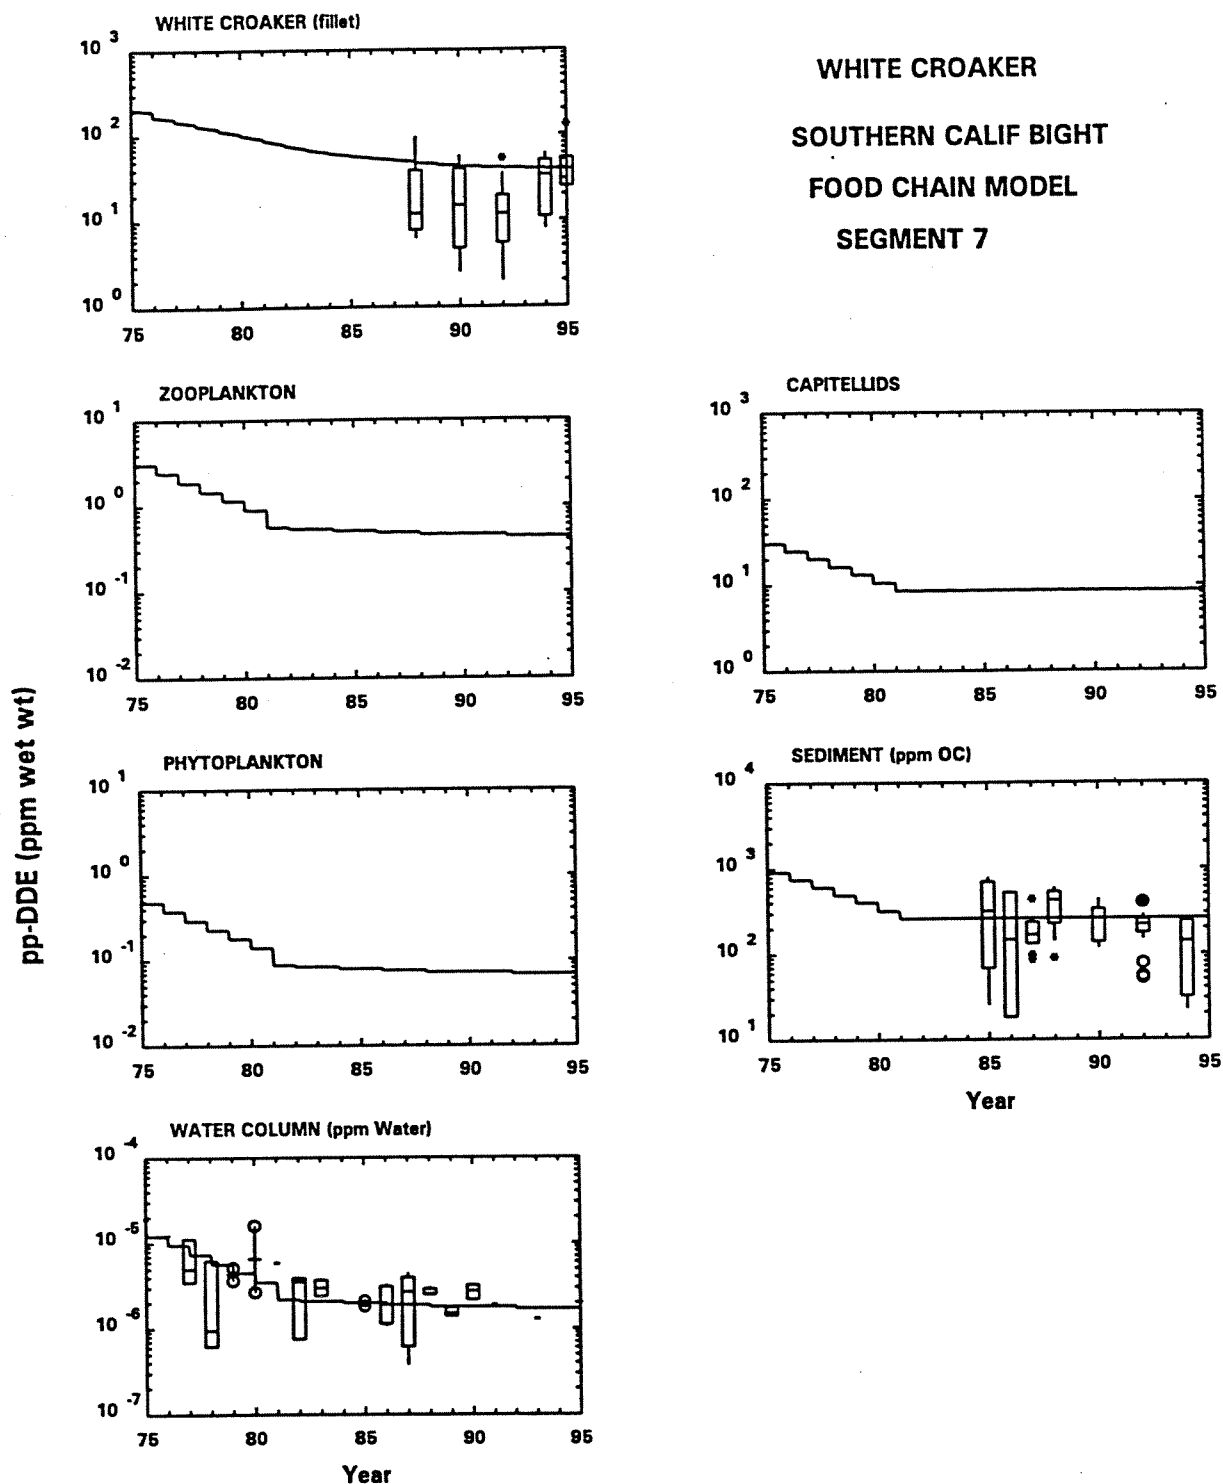 WHITE CROAKER (fillet)
10 3
10 2
10 1
10 0
75 80 85 90 95
WHITE CROAKER
SOUTHERN CALIF BIGHT
FOOD CHAIN MODEL
SEGMENT 7
ZOOPLANKTON
10 1
10 0
10 -1
10 -2
75 80 85 90 95
CAPITELLIDS
10 3
10 2
10 1
10 0
75 80 85 90 95
pp-DDE (ppm wet wt)
PHYTOPLANKTON
10 1
10 0
10 -1
10 -2
75 80 85 90 95
SEDIMENT (ppm OC)
10 4
10 3
10 2
10 1
75 80 85 90 95
Year
WATER COLUMN (ppm Water)
10 -4
10 -5
10 -6
10 -7
75 80 85 90 95
Year